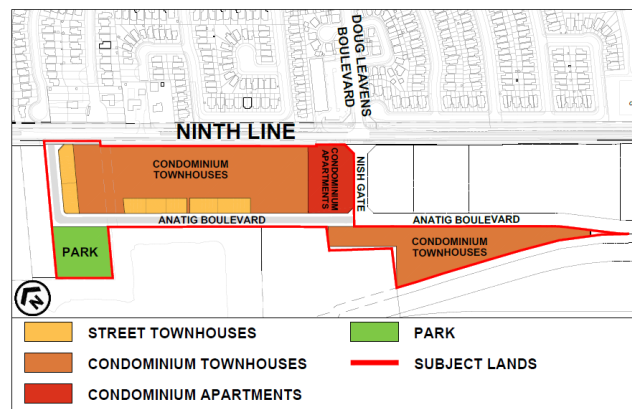 DOUG LEAVENS
BOULEVARD
NINTH LINE
CONDOMINIUM
TOWNHOUSES
CONDOMINIUM
APARTMENTS
NISH GATE
ANATIG BOULEVARD
ANATIG BOULEVARD
PARK
CONDOMINIUM
TOWNHOUSES
N
STREET TOWNHOUSES
PARK
CONDOMINIUM TOWNHOUSES
SUBJECT LANDS
CONDOMINIUM APARTMENTS